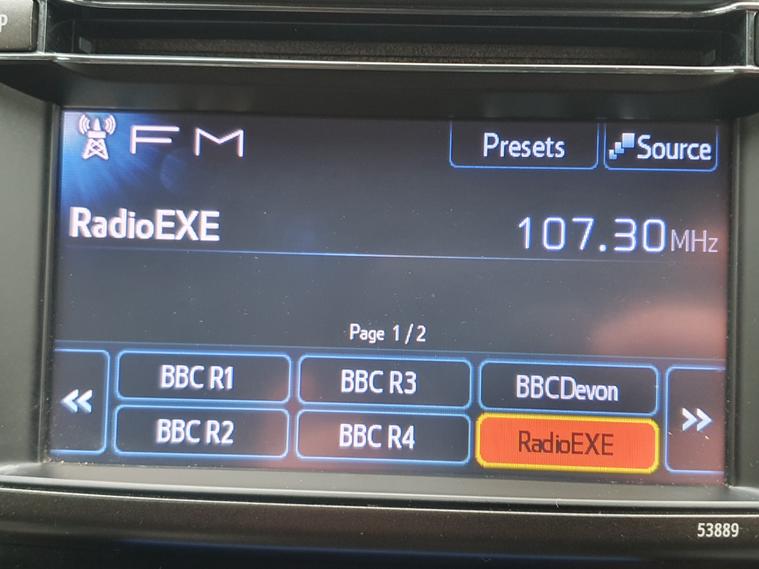 P
FM
Presets
Source
RadioEXE
107.30MHz
Page 1/2
BBC R1
BBC R3
BBCDevon
BBC R2
BBC R4
RadioEXE
53889